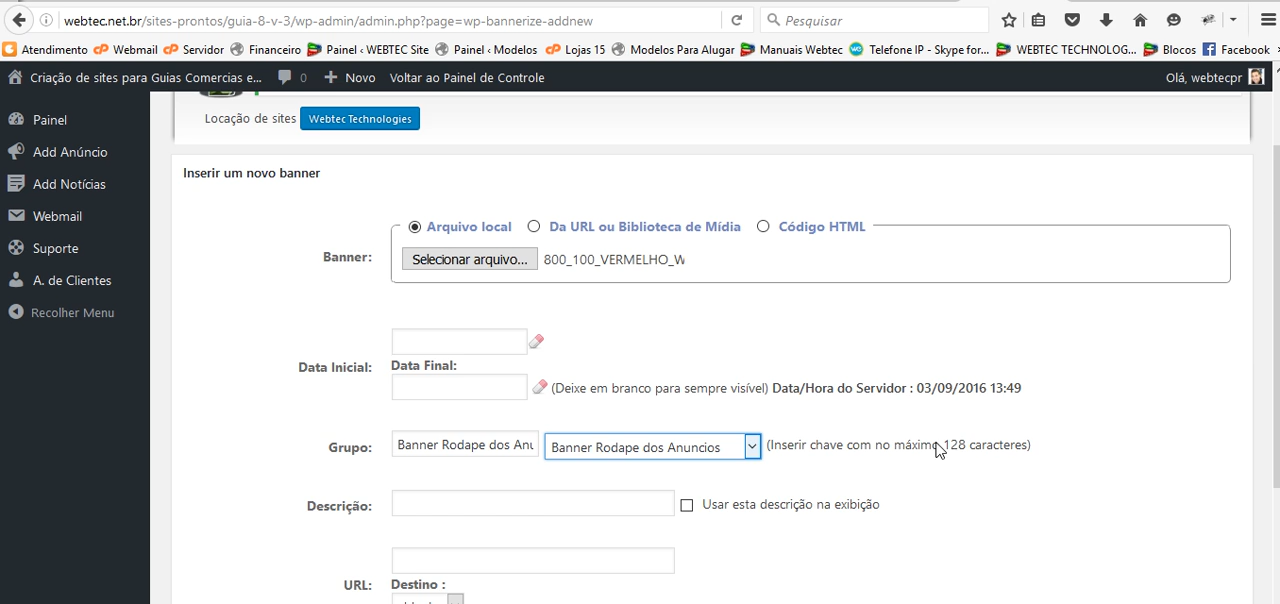 webtec.net.br/sites-prontos/guia-8-v-3/wp-admin/admin.php?page=wp-bannerize-addnew
Pesquisar
Atendimento Webmail Servidor Financeiro Painel ‹ WEBTEC Site Painel ‹ Modelos Lojas 15 Modelos Para Alugar Manuais Webtec Telefone IP - Skype for... WEBTEC TECHNOLOG... Blocos Facebook
Criação de sites para Guias Comercias e... 0 Novo Voltar ao Painel de Controle Olá, webtecpr
Painel
Add Anúncio
Add Notícias
Webmail
Suporte
A. de Clientes
Recolher Menu
Locação de sites Webtec Technologies
Inserir um novo banner
Arquivo local Da URL ou Biblioteca de Mídia Código HTML
Banner:
Selecionar arquivo... 800_100_VERMELHO_W
Data Inicial:
Data Final:
(Deixe em branco para sempre visível) Data/Hora do Servidor : 03/09/2016 13:49
Grupo: Banner Rodape dos Anu Banner Rodape dos Anuncios (Inserir chave com no máximo 128 caracteres)
Descrição: Usar esta descrição na exibição
URL:
Destino :